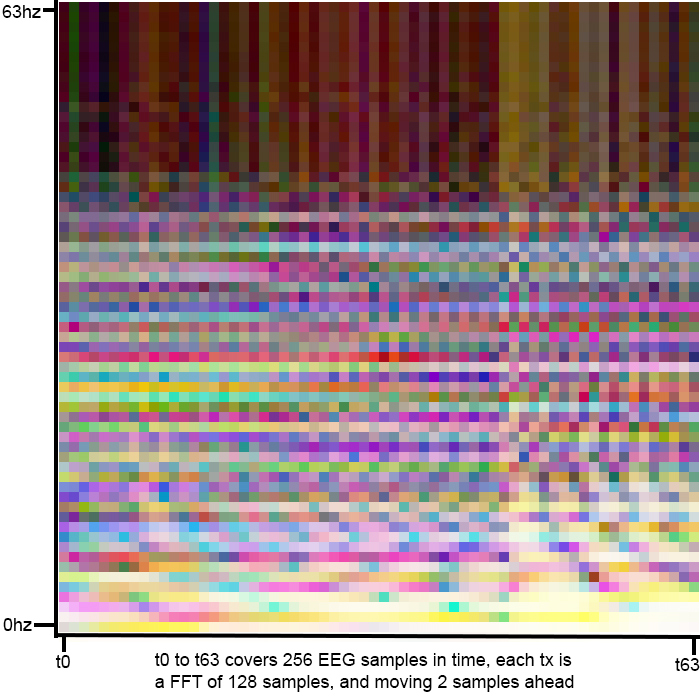 63hz
0hz
t0
t63
t0 to t63 covers 256 EEG samples in time, each tx is
a FFT of 128 samples, and moving 2 samples ahead